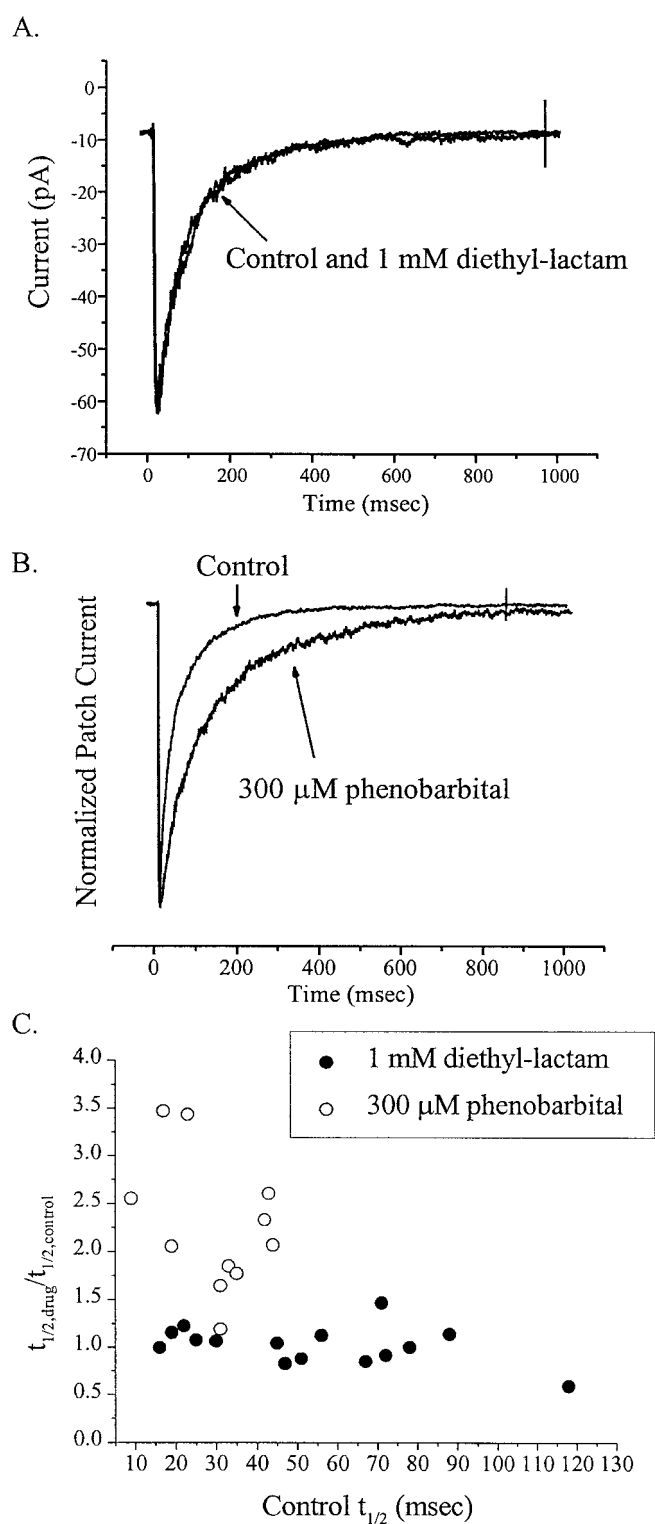 A.
0
-10
-20
-30
-40
-50
-60
-70
Current (pA)
Control and 1 mM diethyl-lactam
0 200 400 600 800 1000
Time (msec)
B.
Control
Normalized Patch Current
300 μM phenobarbital
0 200 400 600 800 1000
Time (msec)
C.
1 mM diethyl-lactam
300 μM phenobarbital
4.0
3.5
3.0
2.5
2.0
1.5
1.0
0.5
0.0
t1/2,drug/t1/2,control
10 20 30 40 50 60 70 80 90 100 110 120 130
Control t1/2 (msec)